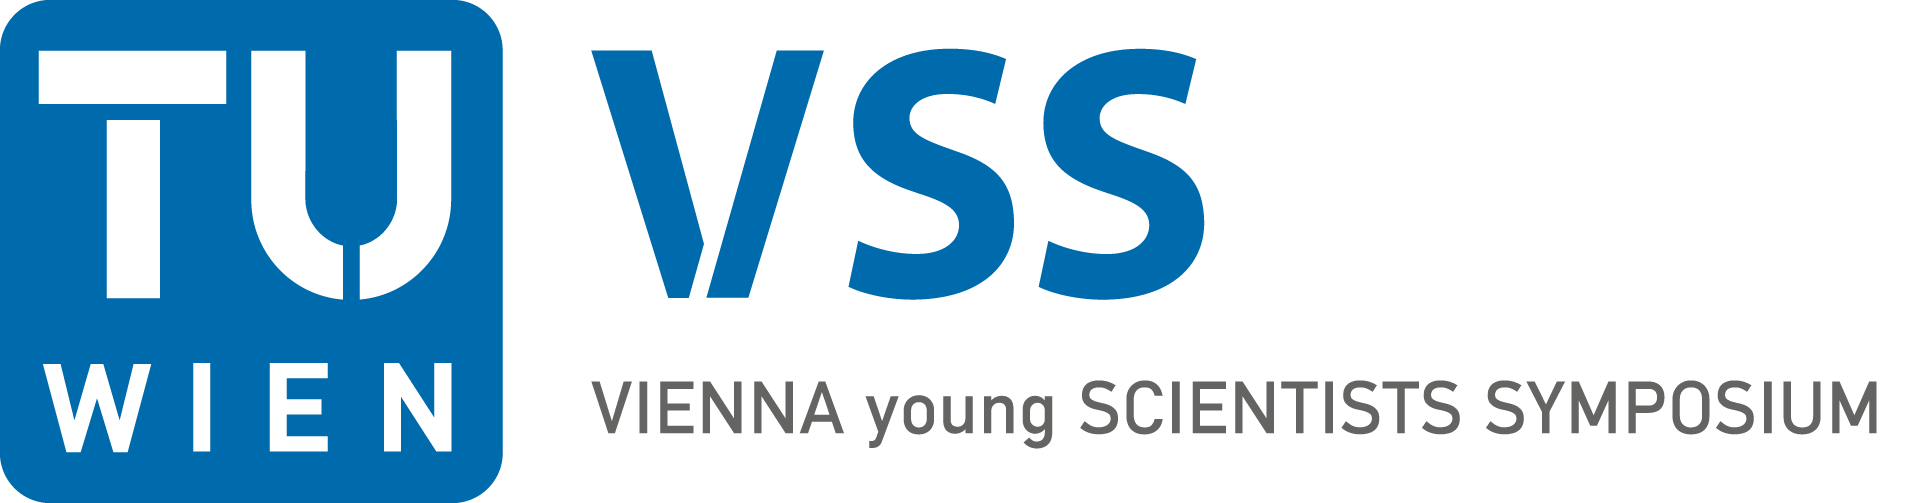 TU
WIEN
VSS
VIENNA young SCIENTISTS SYMPOSIUM